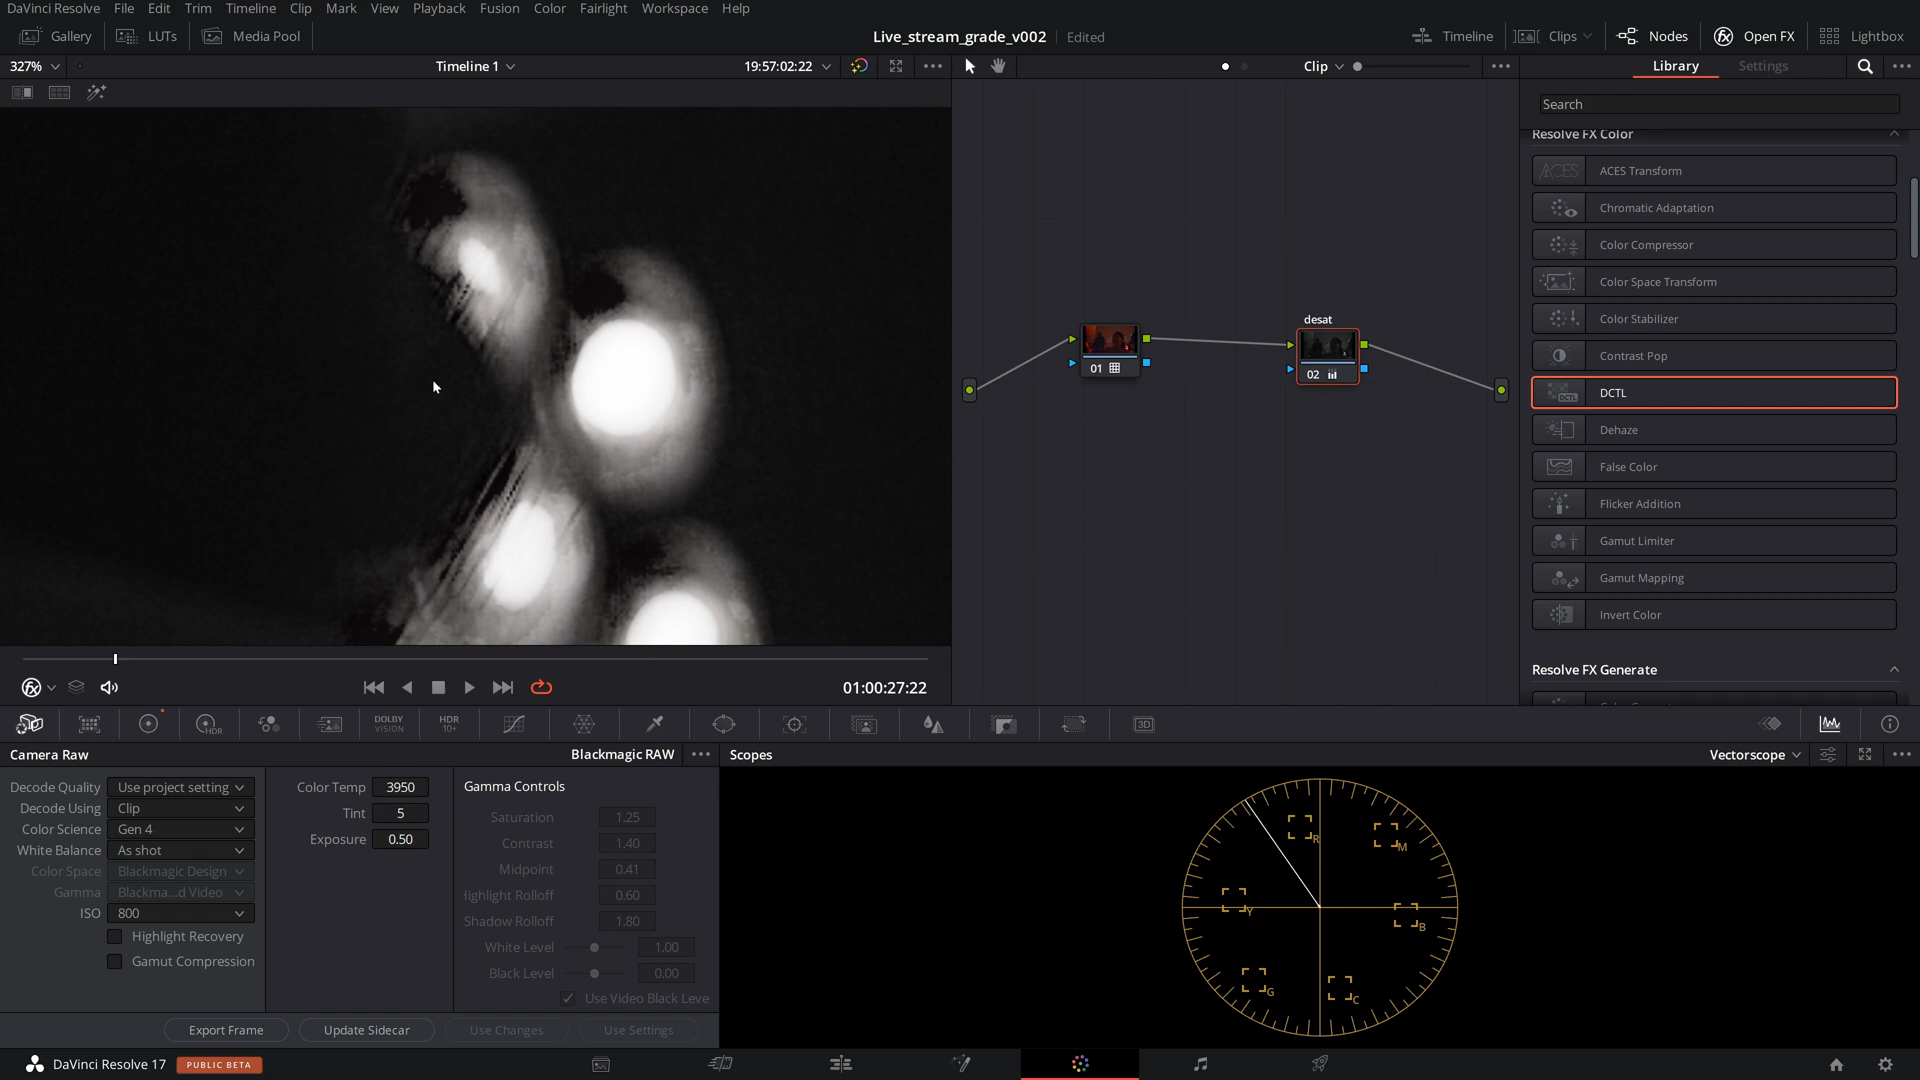 DaVinci Resolve File Edit Trim Timeline Clip Mark View Playback Fusion Color Fairlight Workspace Help
Gallery LUTs Media Pool Live_stream_grade_v002 Edited Timeline Clips Nodes Open FX Lightbox
327% Timeline 1 19:57:02:22 Clip Library Settings
Search
Resolve FX Color
ACES ACES Transform
Chromatic Adaptation
Color Compressor
Color Space Transform
desat
Color Stabilizer
Contrast Pop
01 02
DCTL DCTL
Dehaze
False Color
Flicker Addition
Gamut Limiter
Gamut Mapping
Invert Color
Resolve FX Generate
01:00:27:22
HDR DOLBY VISION HDR 10+ 3D
Camera Raw Blackmagic RAW Scopes Vectorscope
Decode Quality Use project setting Color Temp 3950 Gamma Controls
Decode Using Clip Tint 5 Saturation 1.25
Color Science Gen 4 Exposure 0.50 Contrast 1.40
White Balance As shot Midpoint 0.41
Color Space Blackmagic Design Highlight Rolloff 0.60
Gamma Blackma...d Video Shadow Rolloff 1.80
ISO 800 White Level 1.00
Highlight Recovery Black Level 0.00
Gamut Compression Use Video Black Leve
R M
Y B
G C
Export Frame Update Sidecar Use Changes Use Settings
DaVinci Resolve 17 PUBLIC BETA